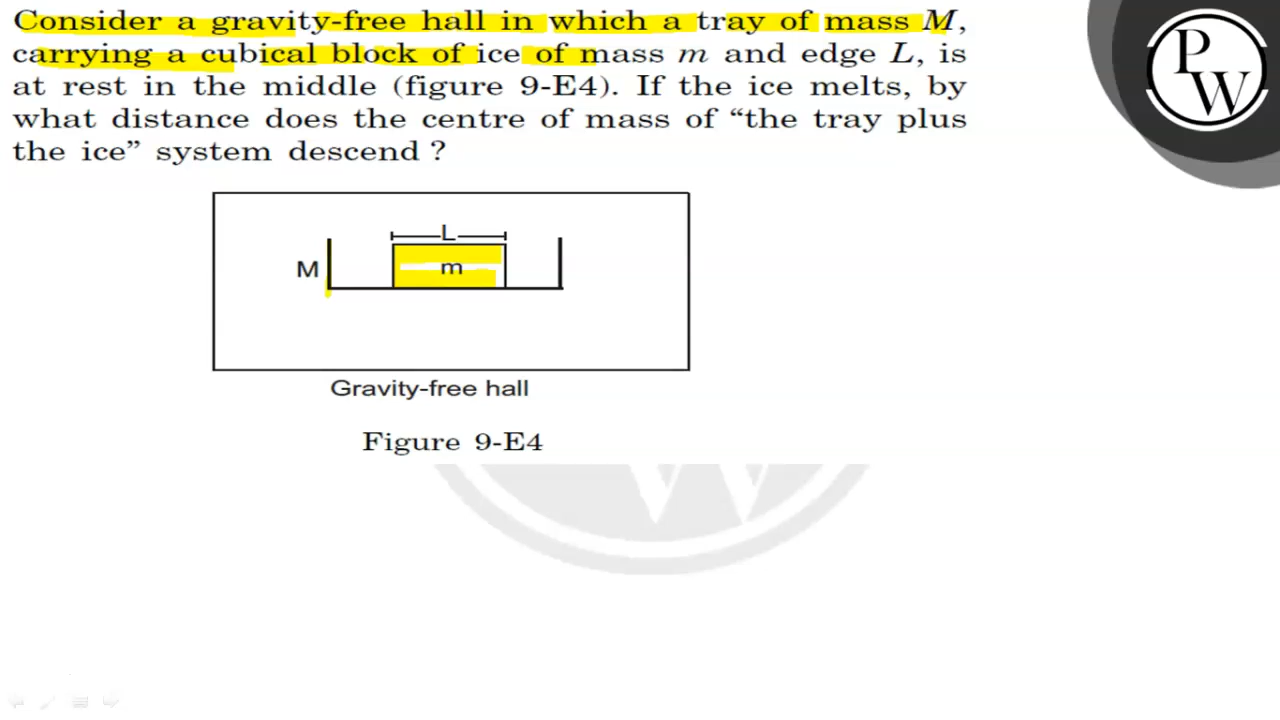 Consider a gravity-free hall in which a tray of mass M,
carrying a cubical block of ice of mass m and edge L, is
at rest in the middle (figure 9-E4). If the ice melts, by
what distance does the centre of mass of “the tray plus
the ice” system descend ?
P
W
L
M
m
Gravity-free hall
Figure 9-E4